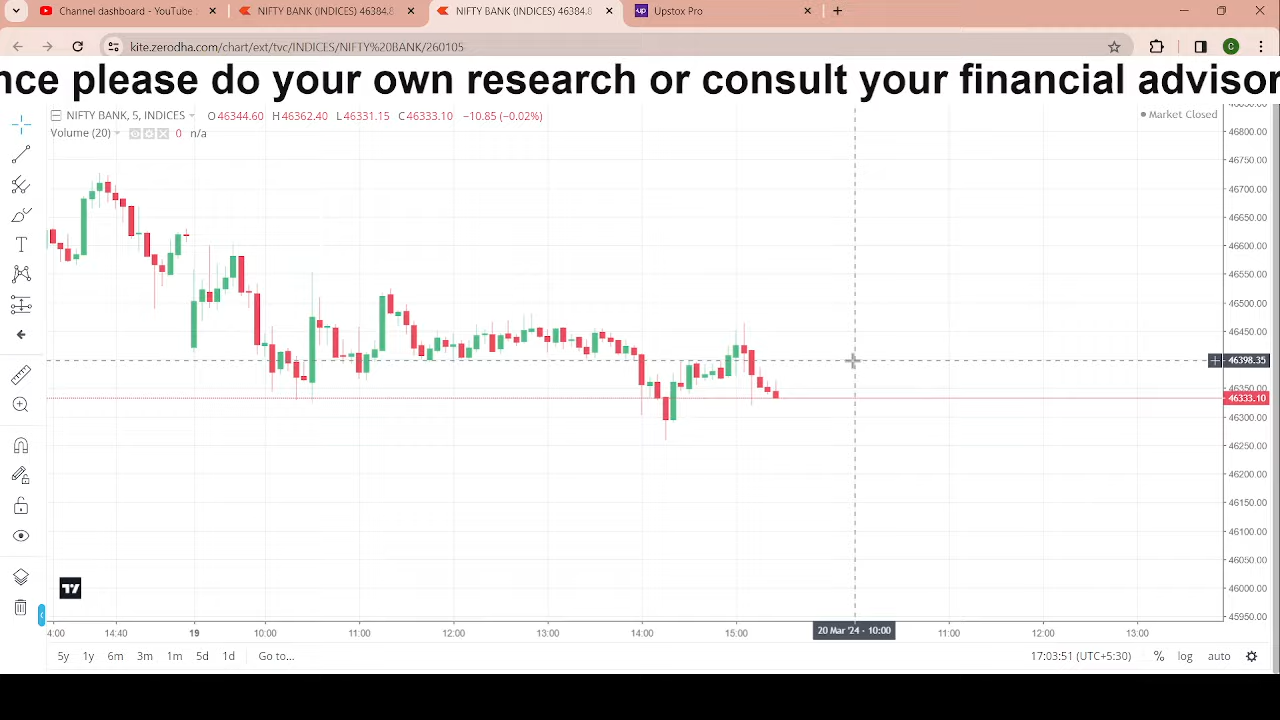 Channel dashboard - YouTube
NIFTY BANK (INDICES) 46384.8
NIFTY BANK (INDICES) 46384.8
up Upstox Pro
kite.zerodha.com/chart/ext/tvc/INDICES/NIFTY%20BANK/260105
C
nce please do your own research or consult your financial advisor
NIFTY BANK, 5, INDICES O 46344.60 H 46362.40 L 46331.15 C 46333.10 −10.85 (−0.02%)
Market Closed
Volume (20) 0 n/a
46800.00
46750.00
46700.00
46650.00
46600.00
46550.00
46500.00
46450.00
46398.35
46350.00
46333.10
46300.00
46250.00
46200.00
46150.00
46100.00
46050.00
46000.00
45950.00
4:00 14:40 19 10:00 11:00 12:00 13:00 14:00 15:00 20 Mar '24 - 10:00 11:00 12:00 13:00
5y 1y 6m 3m 1m 5d 1d Go to... 17:03:51 (UTC+5:30) % log auto